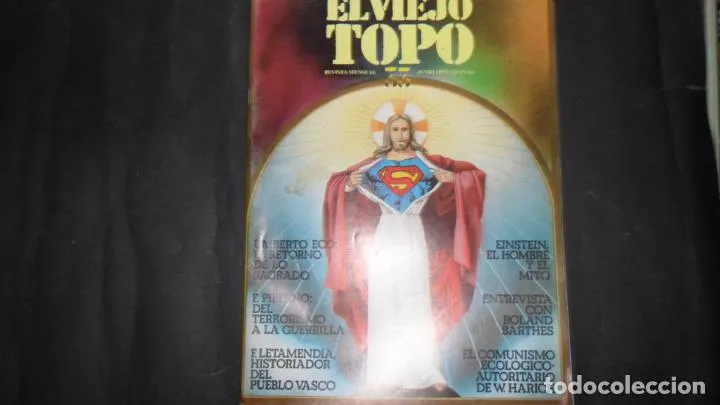 EL VIEJO
TOPO
REVISTA MENSUAL
33
UMBERTO ECO:
EL RETORNO
DE LO
SAGRADO
DEL
TERRORISMO
A LA GUERRILLA
F. LETAMENDIA,
HISTORIADOR
DEL
PUEBLO VASCO
EINSTEIN:
EL HOMBRE
Y EL
MITO
ENTREVISTA
CON
ROLAND
BARTHES
EL COMUNISMO
ECOLOGICO-
AUTORITARIO
DE W. HARICH
S
todocoleccion